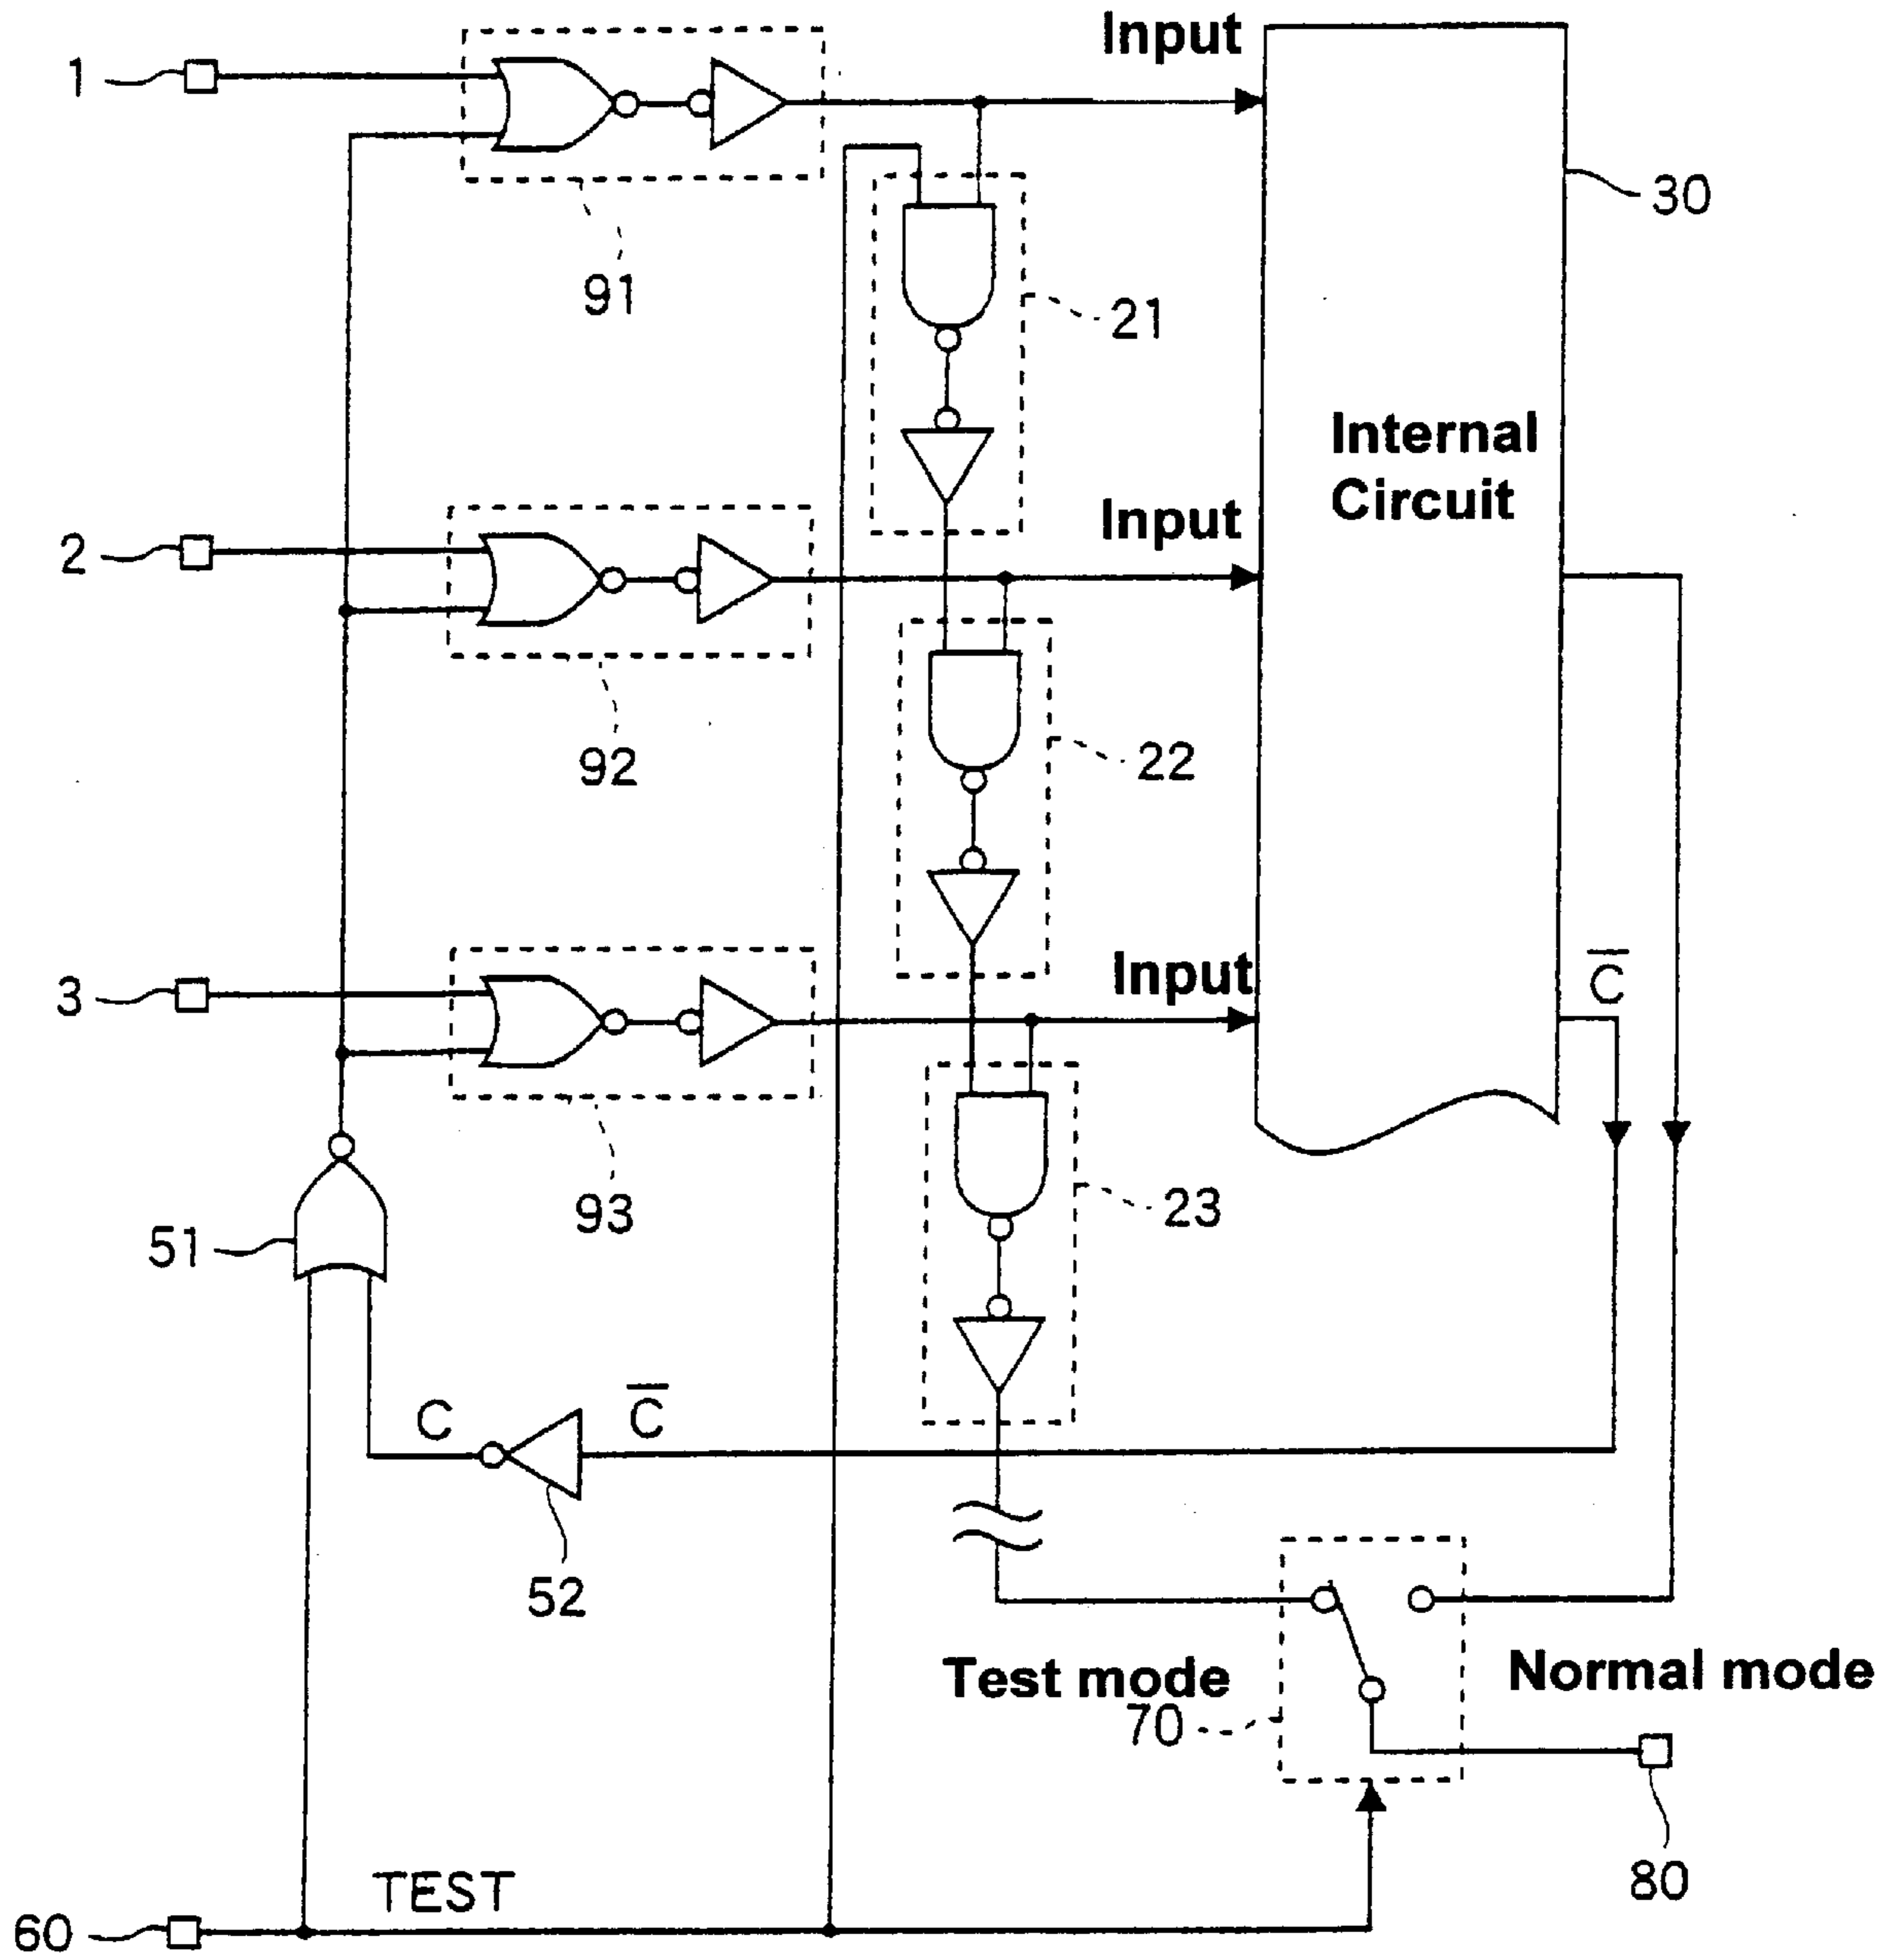 Input
1
30
91
21
Internal
Circuit
Input
2
92
22
Input
C̅
3
93
23
51
C
C̅
52
Test mode
Normal mode
70
80
TEST
60